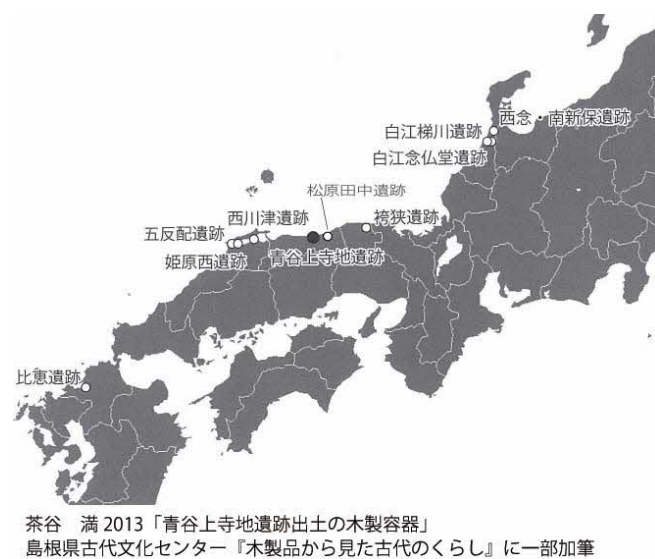 西念・南新保遺跡
白江梯川遺跡
白江念仏堂遺跡
松原田中遺跡
袴狭遺跡
西川津遺跡
五反配遺跡
青谷上寺地遺跡
姫原西遺跡
比恵遺跡
茶谷　満 2013「青谷上寺地遺跡出土の木製容器」
島根県古代文化センター『木製品から見た古代のくらし』に一部加筆